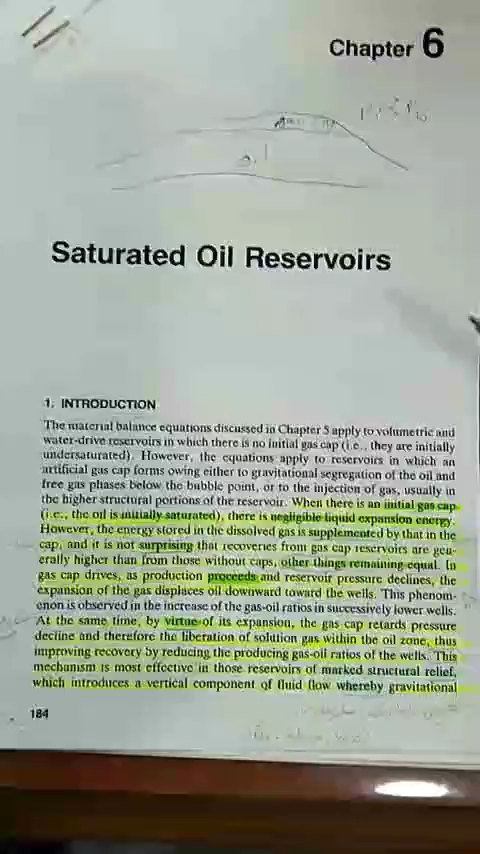 Chapter 6
oil
Saturated Oil Reservoirs
1. INTRODUCTION
The material balance equations discussed in Chapter 5 apply to volumetric and
water-drive reservoirs in which there is no initial gas cap (i.e., they are initially
undersaturated). However, the equations apply to reservoirs in which an
artificial gas cap forms owing either to gravitational segregation of the oil and
free gas phases below the bubble point, or to the injection of gas, usually in
the higher structural portions of the reservoir. When there is an initial gas cap
(i.e., the oil is initially saturated), there is negligible liquid expansion energy.
However, the energy stored in the dissolved gas is supplemented by that in the
cap, and it is not surprising that recoveries from gas cap reservoirs are gen-
erally higher than from those without caps, other things remaining equal. In
gas cap drives, as production proceeds and reservoir pressure declines, the
expansion of the gas displaces oil downward toward the wells. This phenom-
enon is observed in the increase of the gas-oil ratios in successively lower wells.
At the same time, by virtue of its expansion, the gas cap retards pressure
decline and therefore the liberation of solution gas within the oil zone, thus
improving recovery by reducing the producing gas-oil ratios of the wells. This
mechanism is most effective in those reservoirs of marked structural relief,
which introduces a vertical component of fluid flow whereby gravitational
184